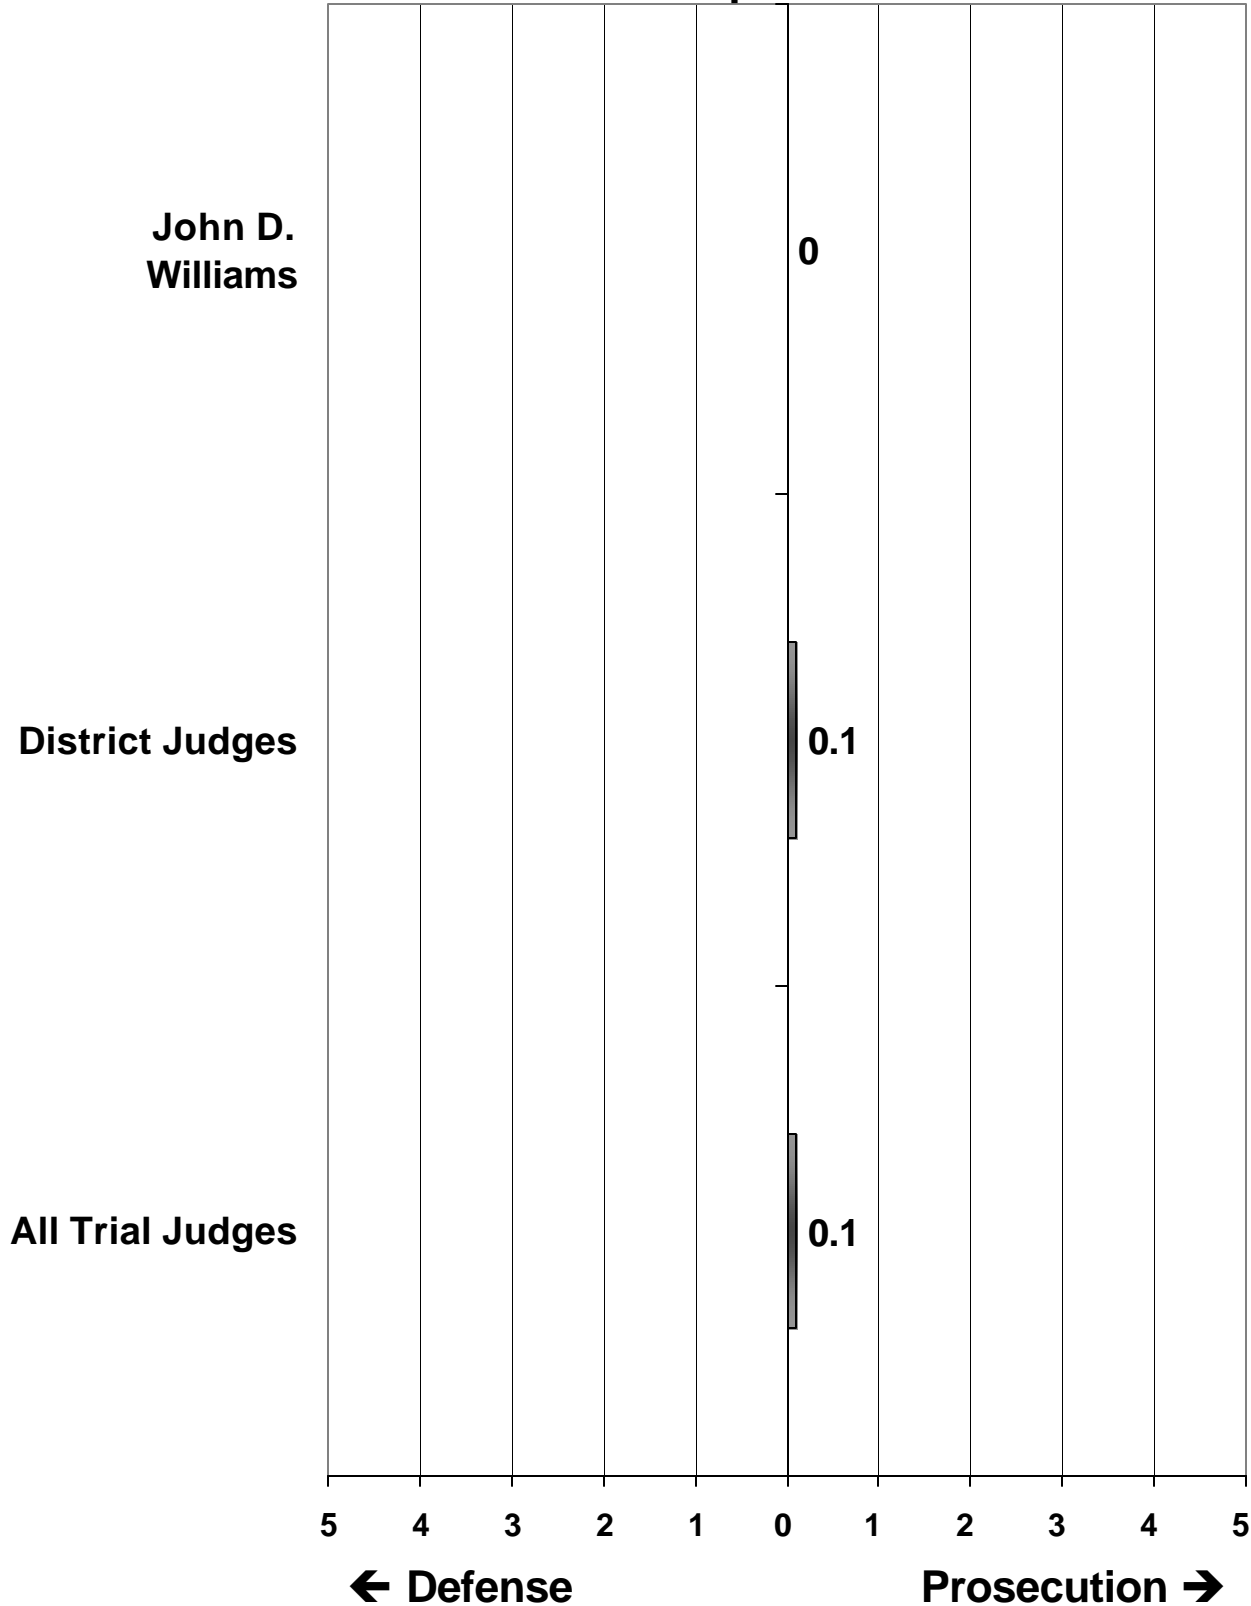 John D.
Williams
0
District Judges
0.1
All Trial Judges
0.1
5 4 3 2 1 0 1 2 3 4 5
← Defense Prosecution →